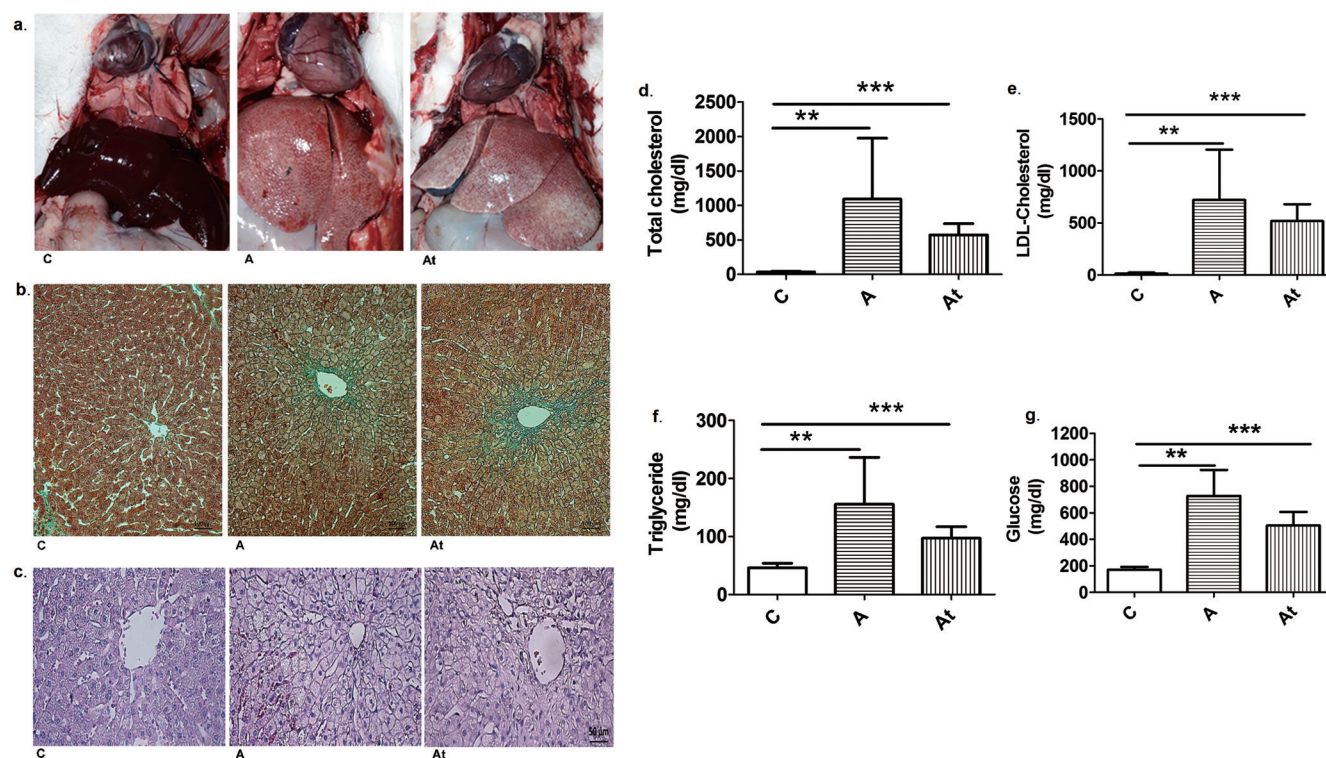 a.
C
A
At
b.
C
A
At
c.
50 µm
C
A
At
d.
Total cholesterol
(mg/dl)
2500
2000
1500
1000
500
0
**
***
C
A
At
e.
LDL-Cholesterol
(mg/dl)
1500
1000
500
0
**
***
C
A
At
f.
Triglyceride
(mg/dl)
300
200
100
0
**
***
C
A
At
g.
Glucose
(mg/dl)
1200
1000
800
600
400
200
0
**
***
C
A
At